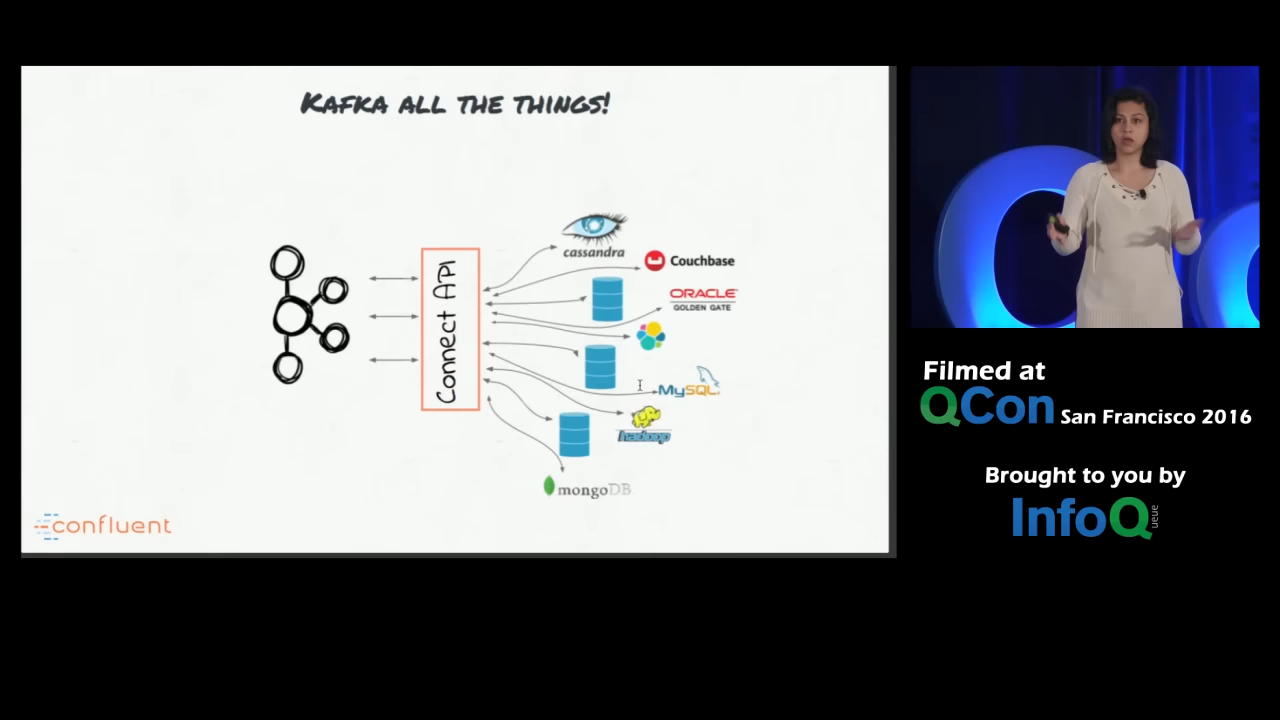 KAFKA ALL THE THINGS!
cassandra
Couchbase
ORACLE
GOLDEN GATE
Connect API
MySQL
hadoop
mongoDB
confluent
Filmed at
QCon San Francisco 2016
Brought to you by
InfoQ
ueue